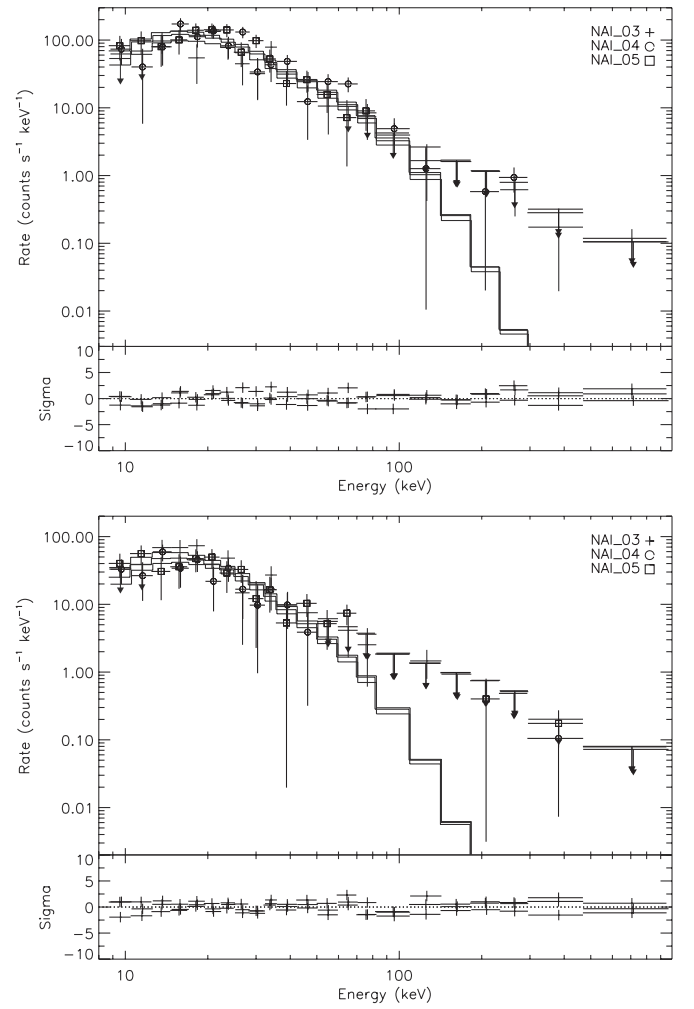 NAI_03 +
NAI_04 O
NAI_05 □
100.00
10.00
1.00
0.10
0.01
Rate (counts s⁻¹ keV⁻¹)
10
5
0
−5
−10
Sigma
10
100
Energy (keV)
NAI_03 +
NAI_04 O
NAI_05 □
100.00
10.00
1.00
0.10
0.01
Rate (counts s⁻¹ keV⁻¹)
10
5
0
−5
−10
Sigma
10
100
Energy (keV)